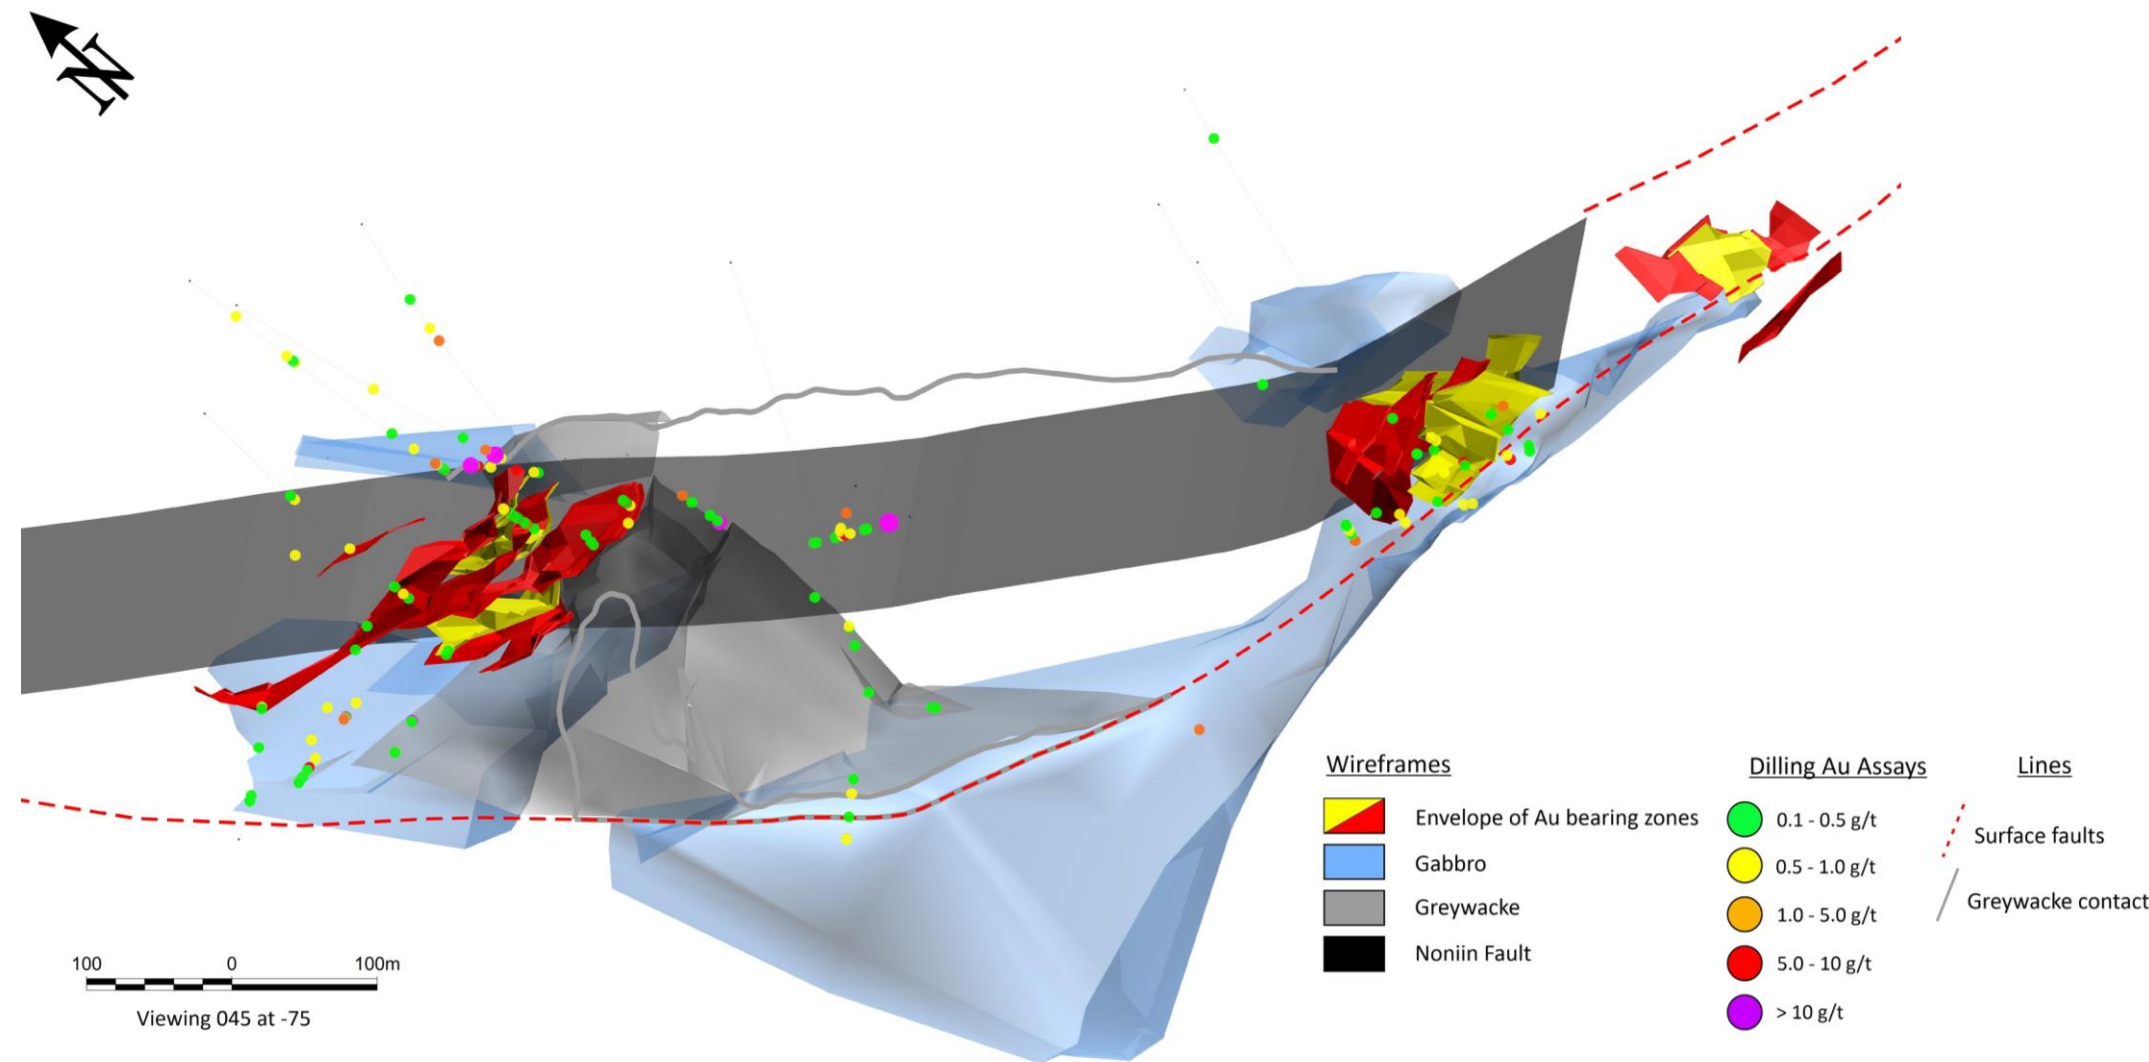 N
Wireframes
Envelope of Au bearing zones
Gabbro
Greywacke
Noniin Fault
Dilling Au Assays
0.1 - 0.5 g/t
0.5 - 1.0 g/t
1.0 - 5.0 g/t
5.0 - 10 g/t
> 10 g/t
Lines
Surface faults
Greywacke contact
100 0 100m
Viewing 045 at -75